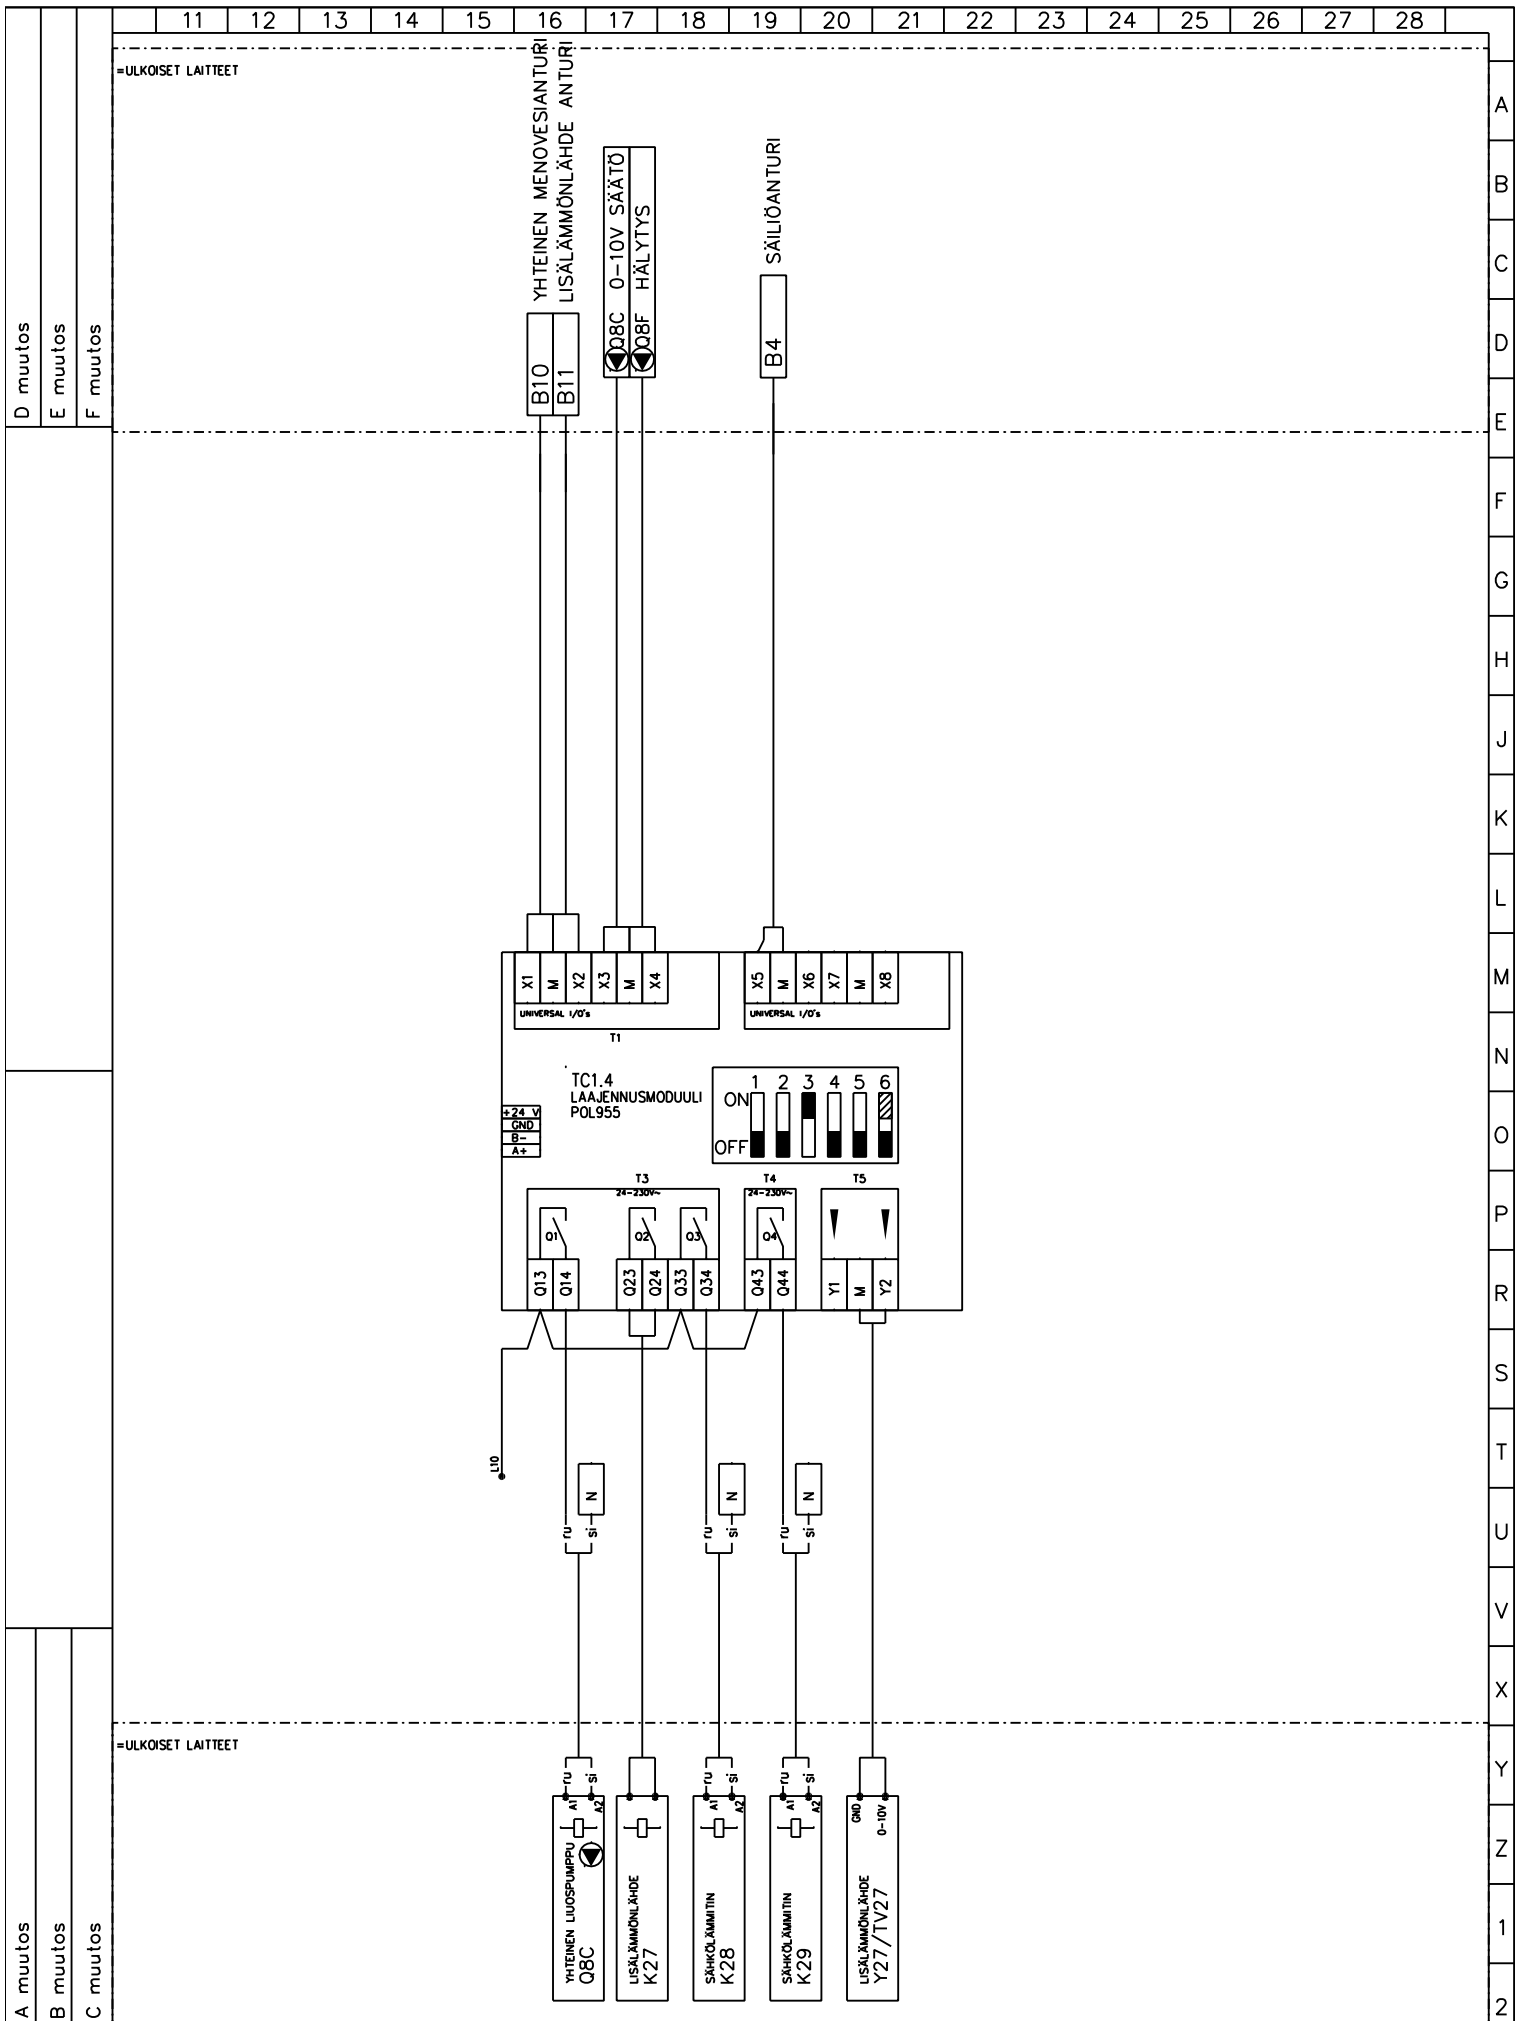 11 12 13 14 15 16 17 18 19 20 21 22 23 24 25 26 27 28
A
B
C
D
E
F
G
H
J
K
L
M
N
O
P
R
S
T
U
V
X
Y
Z
1
2
D muutos
E muutos
F muutos
A muutos
B muutos
C muutos
=ULKOISET LAITTEET
B10 YHTEINEN MENOVESIANTURI
B11 LISÄLÄMMÖNLÄHDE ANTURI
Q8C 0-10V SÄÄTÖ
Q8F HÄLYTYS
B4 SÄILIÖANTURI
X1 M X2 X3 M X4
UNIVERSAL I/O's
T1
X5 M X6 X7 M X8
UNIVERSAL I/O's
TC1.4
LAAJENNUSMODUULI
POL955
+24 V
GND
B-
A+
1 2 3 4 5 6
ON
OFF
T3
24-230V~
T4
24-230V~
T5
Q1 Q2 Q3 Q4
Q13 Q14 Q23 Q24 Q33 Q34 Q43 Q44 Y1 M Y2
L10
N N N
ru si ru si ru si
=ULKOISET LAITTEET
ru si ru si ru si
A1 A2
YHTEINEN LIUOSPUMPPU
Q8C
LISÄLÄMMÖNLÄHDE
K27
A1 A2
SÄHKÖLÄMMITIN
K28
A1 A2
SÄHKÖLÄMMITIN
K29
GND
0-10V
LISÄLÄMMÖNLÄHDE
Y27/TV27